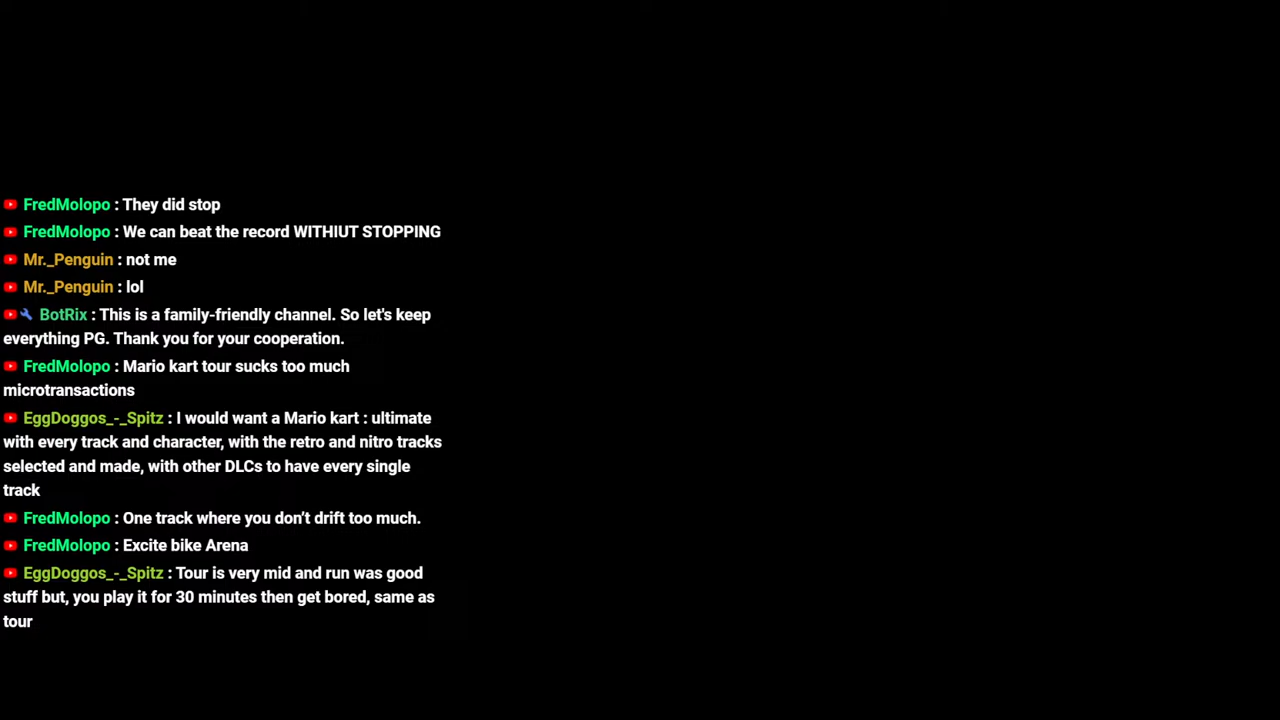 FredMolopo : They did stop
FredMolopo : We can beat the record WITHIUT STOPPING
Mr._Penguin : not me
Mr._Penguin : lol
BotRix : This is a family-friendly channel. So let's keep
everything PG. Thank you for your cooperation.
FredMolopo : Mario kart tour sucks too much
microtransactions
EggDoggos_-_Spitz : I would want a Mario kart : ultimate
with every track and character, with the retro and nitro tracks
selected and made, with other DLCs to have every single
track
FredMolopo : One track where you don’t drift too much.
FredMolopo : Excite bike Arena
EggDoggos_-_Spitz : Tour is very mid and run was good
stuff but, you play it for 30 minutes then get bored, same as
tour